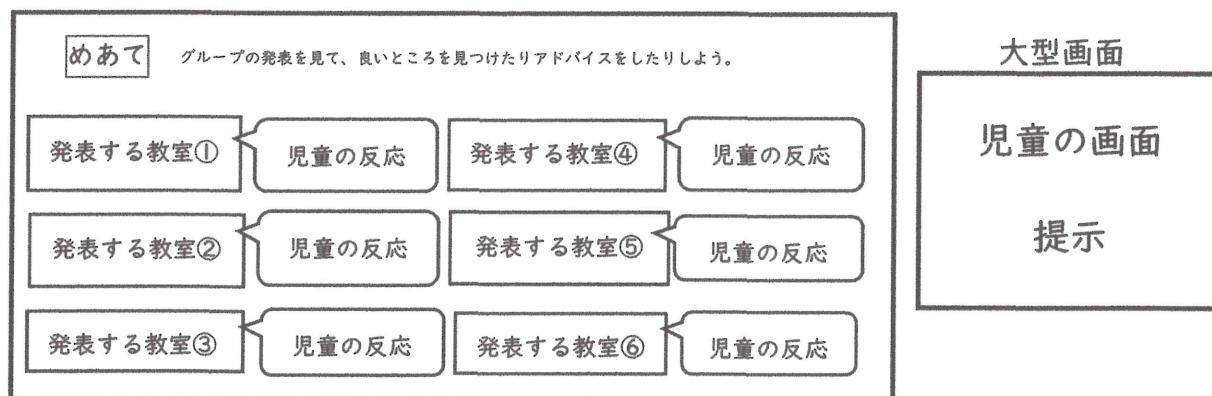 めあて グループの発表を見て、良いところを見つけたりアドバイスをしたりしよう。
発表する教室① 児童の反応 発表する教室④ 児童の反応
発表する教室② 児童の反応 発表する教室⑤ 児童の反応
発表する教室③ 児童の反応 発表する教室⑥ 児童の反応
大型画面
児童の画面
提示